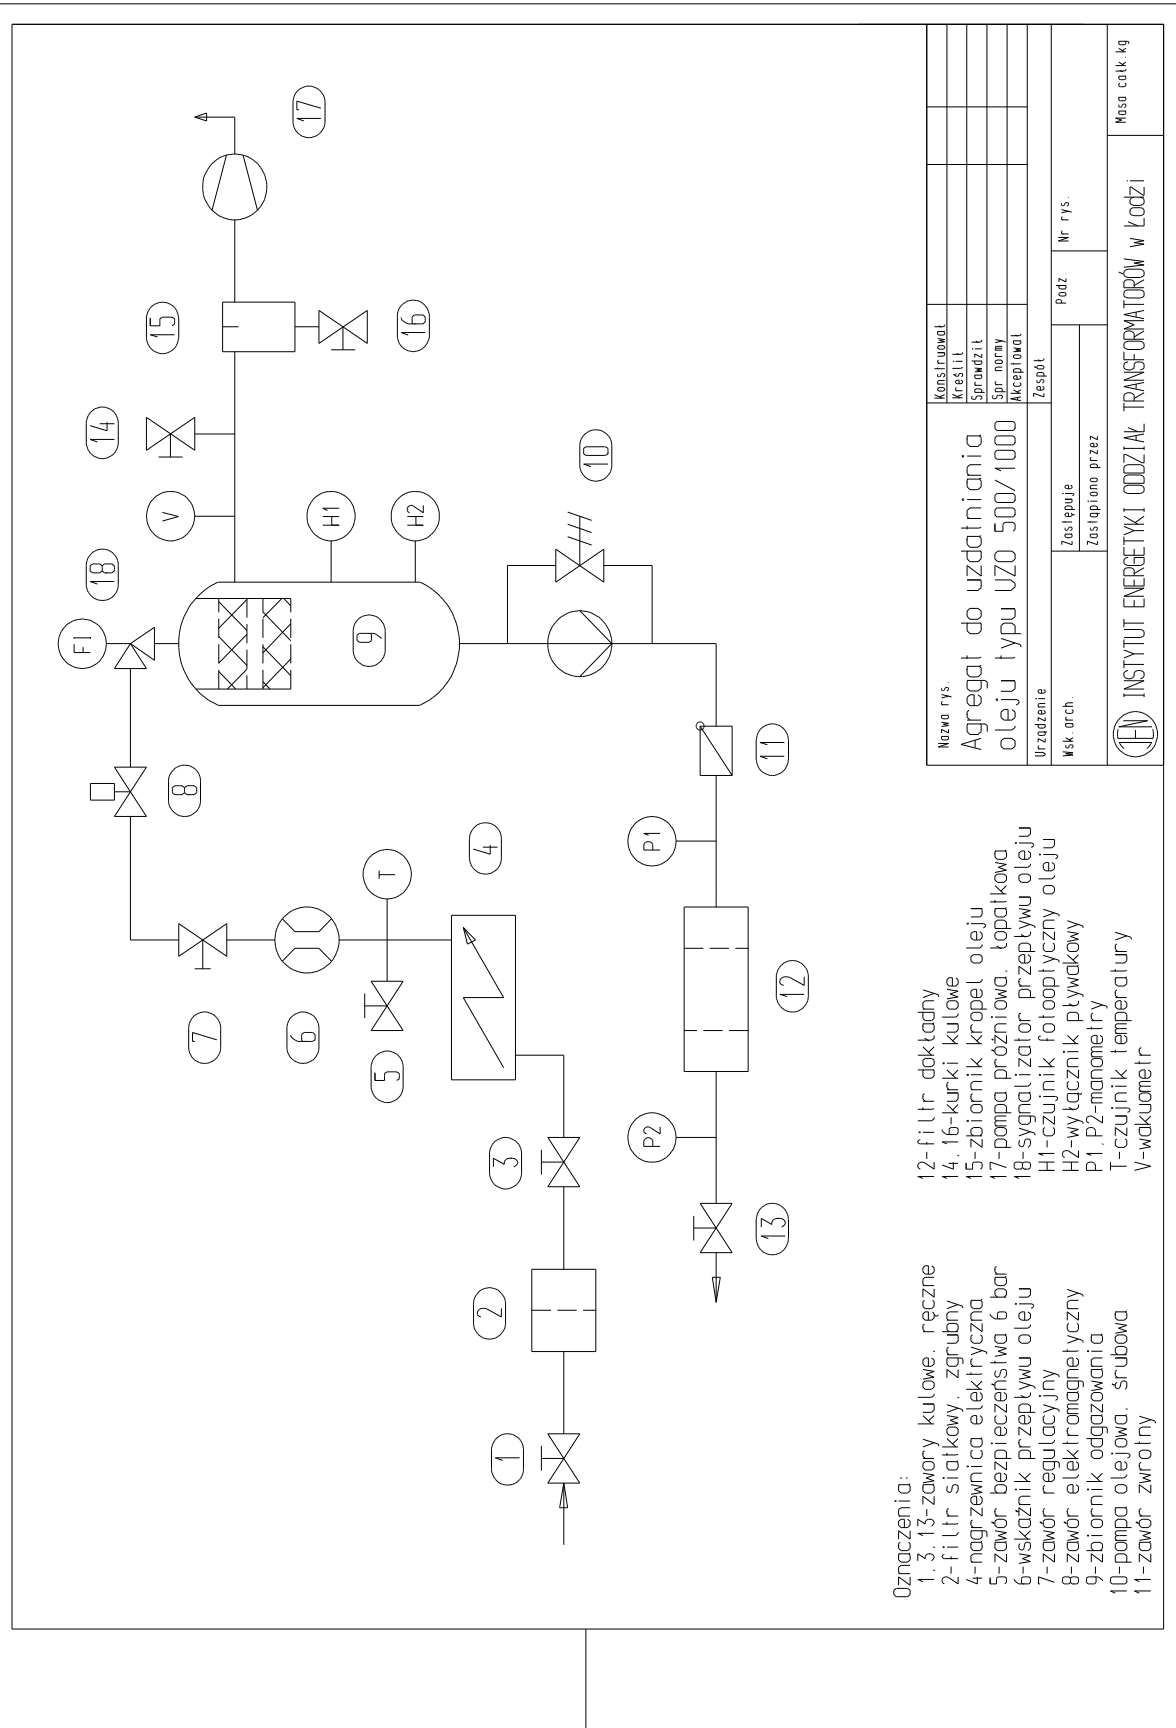 17
15
16
14
V
18
FI
H1
H2
10
9
8
11
P1
4
T
7
6
5
12
3
P2
2
13
1
Oznaczenia:
1,3,13-zawory kulowe, ręczne
2-filtr siatkowy, zgrubny
4-nagrzewnica elektryczna
5-zawór bezpieczeństwa 6 bar
6-wskaźnik przepływu oleju
7-zawór regulacyjny
8-zawór elektromagnetyczny
9-zbiornik odgazowania
10-pompa olejowa, śrubowa
11-zawór zwrotny
12-filtr dokładny
14,16-kurki kulowe
15-zbiornik kropel oleju
17-pompa próżniowa, łopatkowa
18-sygnalizator przepływu oleju
H1-czujnik fotooptyczny oleju
H2-wyłącznik pływakowy
P1,P2-manometry
T-czujnik temperatury
V-wakuometr
Nazwa rys.
Agregat do uzdatniania
oleju typu UZO 500/1000
Konstruował
Kreślił
Sprawdził
Spr. normy
Akceptował
Urządzenie
Zespół
Wsk.arch.
Zastępuje
Zastąpiono przez
Podz.
Nr rys.
IEN INSTYTUT ENERGETYKI ODDZIAŁ TRANSFORMATORÓW w Łodzi
Masa całk.kg